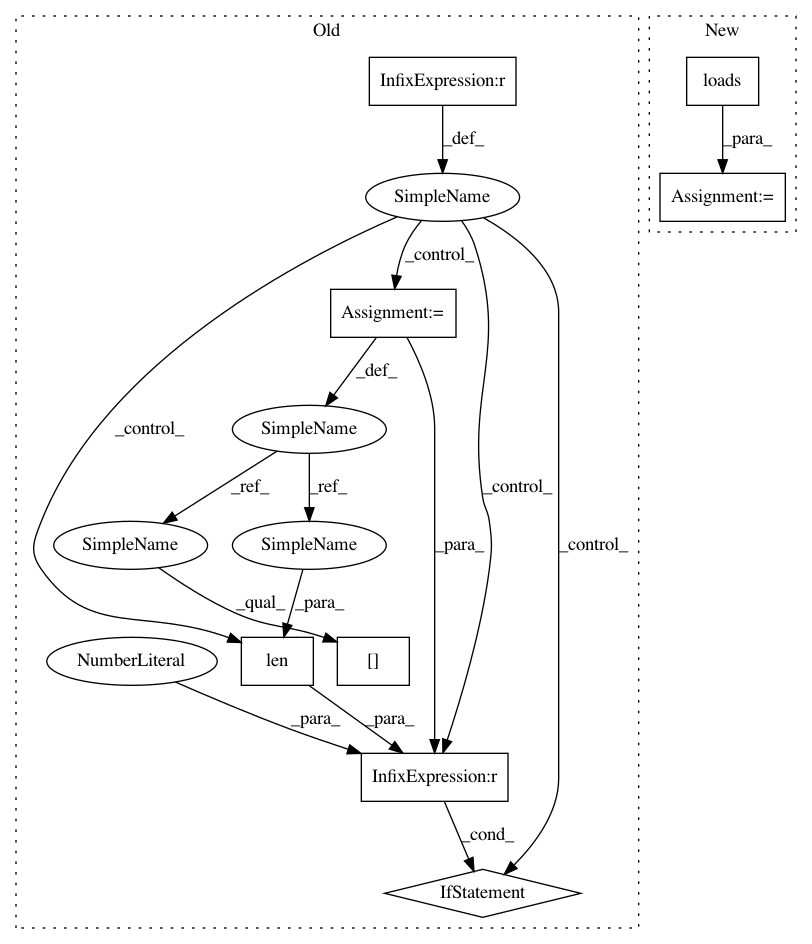 Old
New
InfixExpression:r
loads
_def_
_para_
SimpleName
Assignment:=
_control_
Assignment:=
_def_
SimpleName
_control_
_ref_
_ref_
_control_
SimpleName
SimpleName
_para_
_control_
_qual_
_para_
NumberLiteral
len
[]
_para_
_para_
InfixExpression:r
_cond_
IfStatement